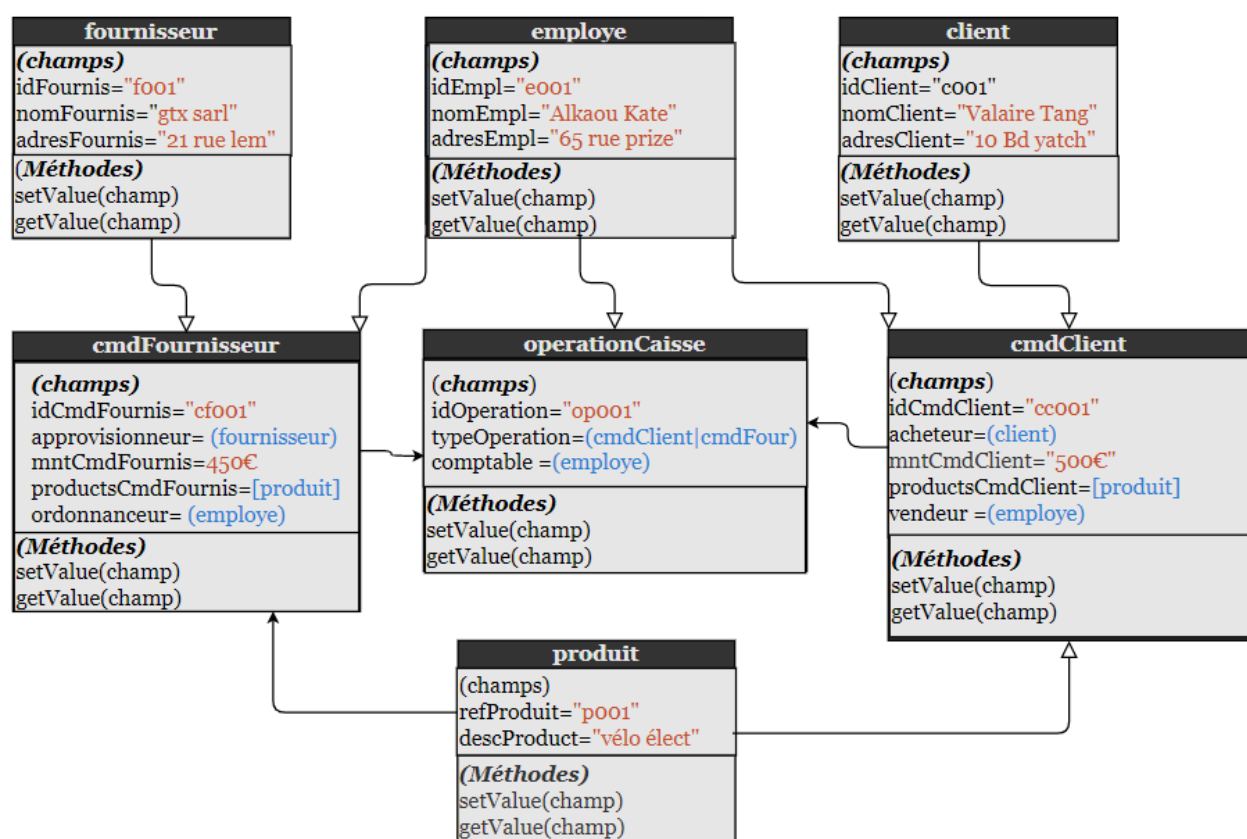 fournisseur
(champs)
idFournis="f001"
nomFournis="gtx sarl"
adresFournis="21 rue lem"
(Méthodes)
setValue(champ)
getValue(champ)
employe
(champs)
idEmpl="e001"
nomEmpl="Alkaou Kate"
adresEmpl="65 rue prize"
(Méthodes)
setValue(champ)
getValue(champ)
client
(champs)
idClient="c001"
nomClient="Valaire Tang"
adresClient="10 Bd yatch"
(Méthodes)
setValue(champ)
getValue(champ)
cmdFournisseur
(champs)
idCmdFournis="cf001"
approvisionneur= (fournisseur)
mntCmdFournis=450€
productsCmdFournis=[produit]
ordonnanceur= (employe)
(Méthodes)
setValue(champ)
getValue(champ)
operationCaisse
(champs)
idOperation="op001"
typeOperation=(cmdClient|cmdFour)
comptable =(employe)
(Méthodes)
setValue(champ)
getValue(champ)
cmdClient
(champs)
idCmdClient="cc001"
acheteur=(client)
mntCmdClient="500€"
productsCmdClient=[produit]
vendeur =(employe)
(Méthodes)
setValue(champ)
getValue(champ)
produit
(champs)
refProduit="p001"
descProduct="vélo élect"
(Méthodes)
setValue(champ)
getValue(champ)